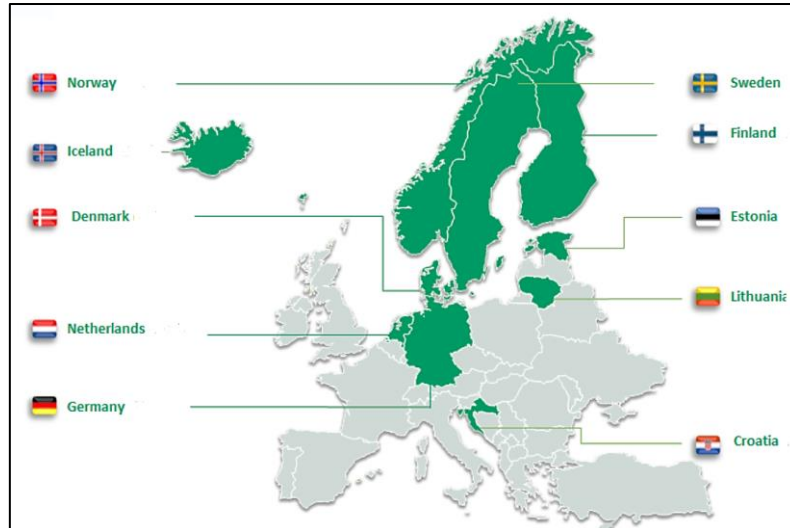 Norway
Sweden
Finland
Iceland
Denmark
Estonia
Lithuania
Netherlands
Germany
Croatia